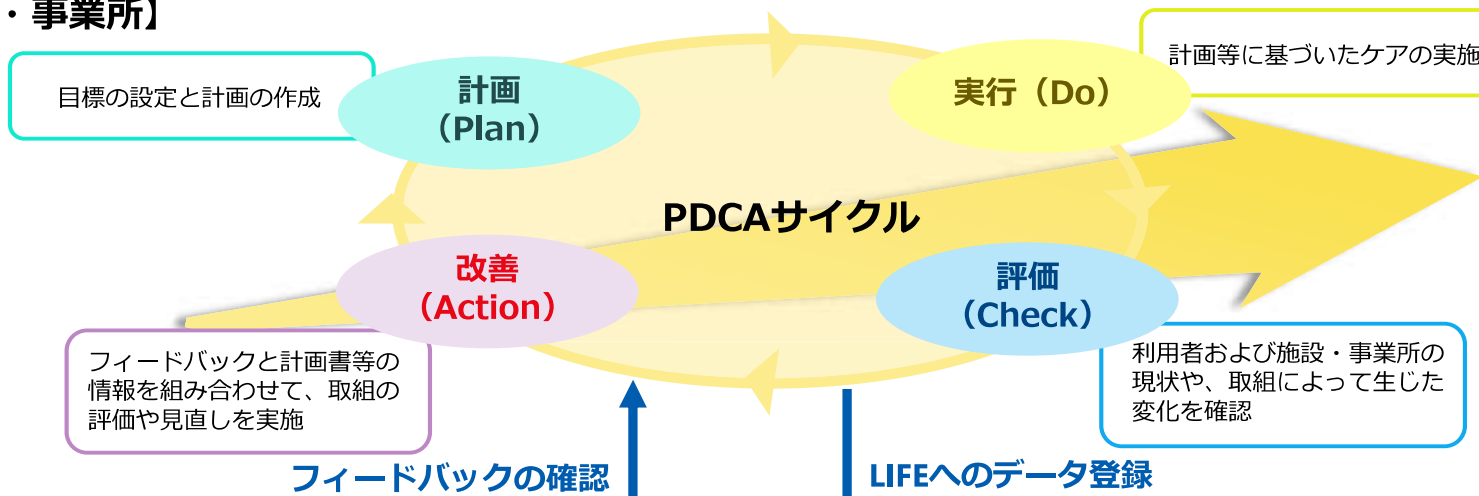 ・事業所】
目標の設定と計画の作成
計画
（Plan）
実行（Do）
計画等に基づいたケアの実施
PDCAサイクル
改善
（Action）
評価
（Check）
フィードバックと計画書等の
情報を組み合わせて、取組の
評価や見直しを実施
利用者および施設・事業所の
現状や、取組によって生じた
変化を確認
フィードバックの確認
LIFEへのデータ登録